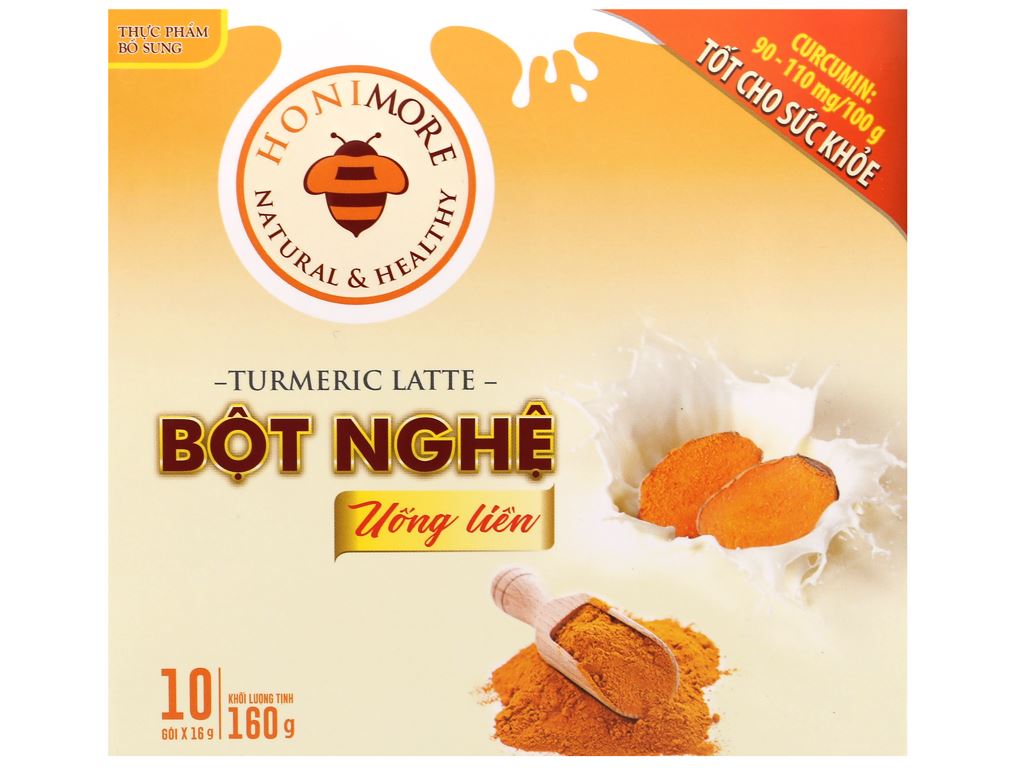 THỰC PHẨM
BỔ SUNG
HONIMORE
NATURAL & HEALTHY
CURCUMIN:
90 - 110 mg/100 g
TỐT CHO SỨC KHỎE
–TURMERIC LATTE –
BỘT NGHỆ
Uống liền
10
GÓI X 16 g
KHỐI LƯỢNG TỊNH
160 g